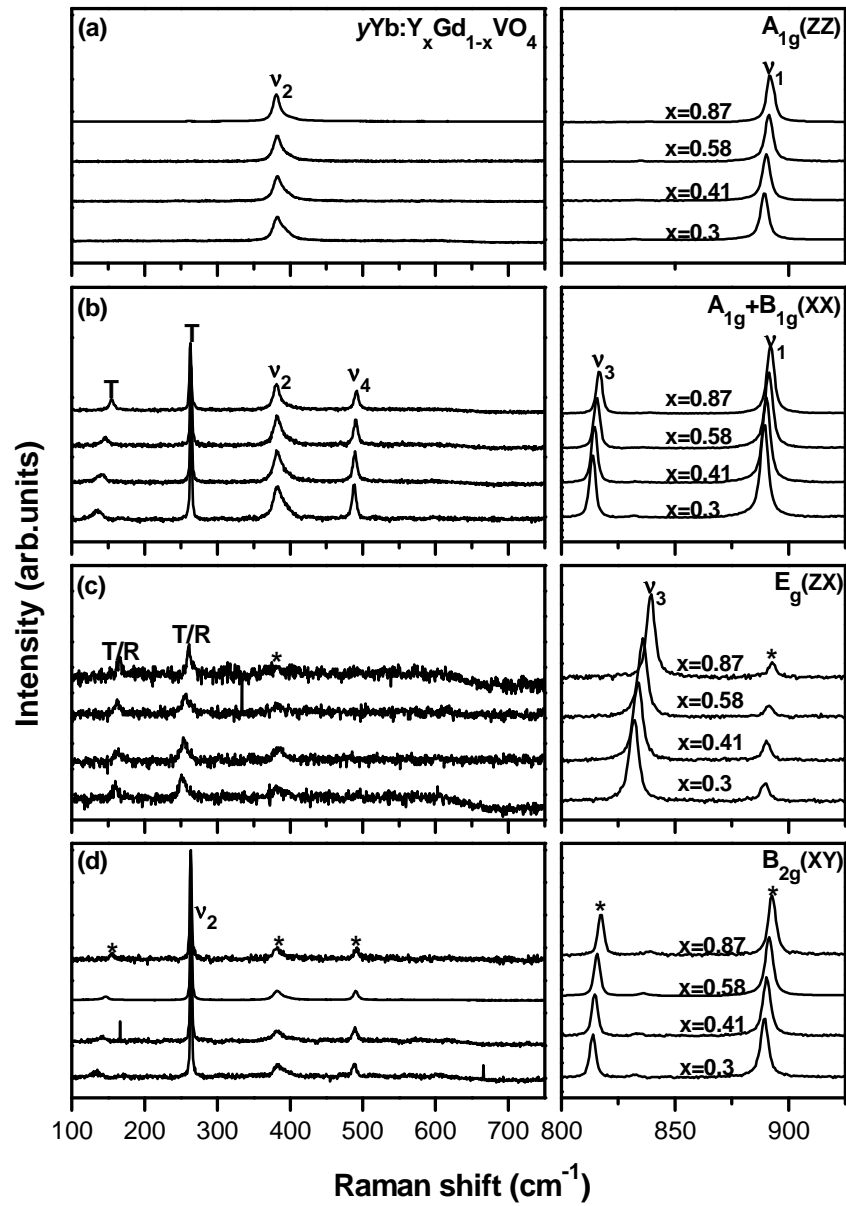 (a) yYb:YₓGd₁₋ₓVO₄ A₁g(ZZ)
ν₂ ν₁
x=0.87
x=0.58
x=0.41
x=0.3
(b) A₁g+B₁g(XX)
T T ν₂ ν₄ ν₃ ν₁
x=0.87
x=0.58
x=0.41
x=0.3
(c) E_g(ZX)
T/R T/R * ν₃ *
x=0.87
x=0.58
x=0.41
x=0.3
(d) B₂g(XY)
* ν₂ * * * *
x=0.87
x=0.58
x=0.41
x=0.3
100 200 300 400 500 600 700 800 850 900
Intensity (arb.units)
Raman shift (cm⁻¹)